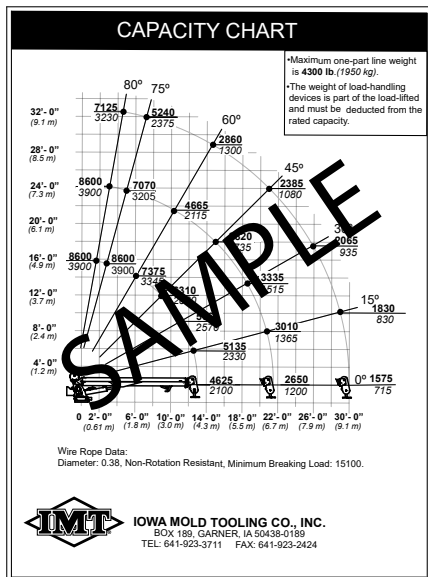 CAPACITY CHART
•Maximum one-part line weight
is 4300 lb.(1950 kg).
•The weight of load-handling
devices is part of the load-lifted
and must be deducted from the
rated capacity.
80º
75º
60º
45º
15º
0º
32'- 0"
(9.1 m)
28'- 0"
(8.5 m)
24'- 0"
(7.3 m)
20'- 0"
(6.1 m)
16'- 0"
(4.9 m)
12'- 0"
(3.7 m)
8'- 0"
(2.4 m)
4'- 0"
(1.2 m)
7125
3230
5240
2375
2860
1300
8600
3900
7070
3205
4665
2115
2385
1080
2065
935
8600
3900
8600
3900
7375
3335
3010
1365
1830
830
5135
2330
4625
2100
2650
1200
1575
715
SAMPLE
0 2'- 0" 6'- 0" 10'- 0" 14'- 0" 18'- 0" 22'- 0" 26'- 0" 30'- 0"
(0.61 m) (1.8 m) (3.0 m) (4.3 m) (5.5 m) (6.7 m) (7.9 m) (9.1 m)
Wire Rope Data:
Diameter: 0.38, Non-Rotation Resistant, Minimum Breaking Load: 15100.
IMT
IOWA MOLD TOOLING CO., INC.
BOX 189, GARNER, IA 50438-0189
TEL: 641-923-3711 FAX: 641-923-2424